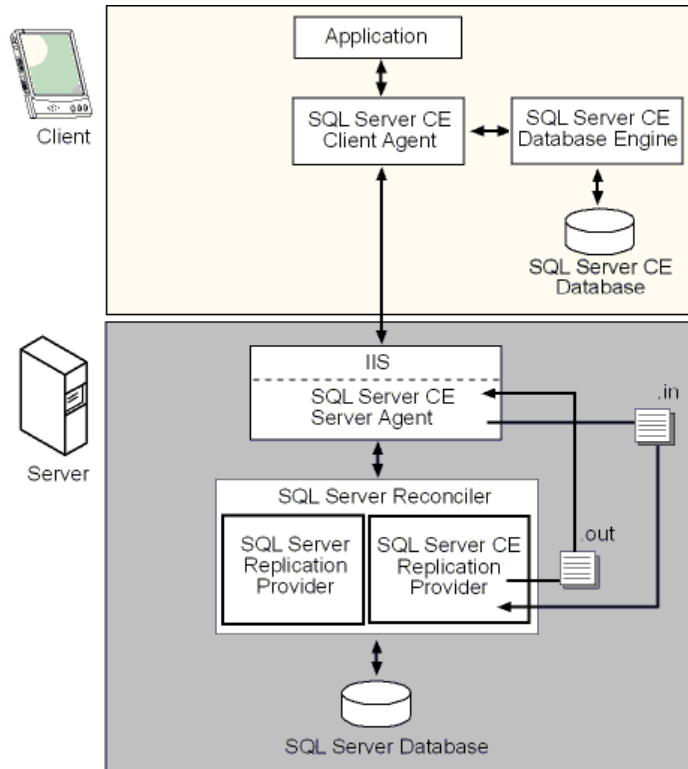 Application
Client
SQL Server CE
Client Agent
SQL Server CE
Database Engine
SQL Server CE
Database
Server
IIS
SQL Server CE
Server Agent
.in
SQL Server Reconciler
SQL Server
Replication
Provider
SQL Server CE
Replication
Provider
.out
SQL Server Database